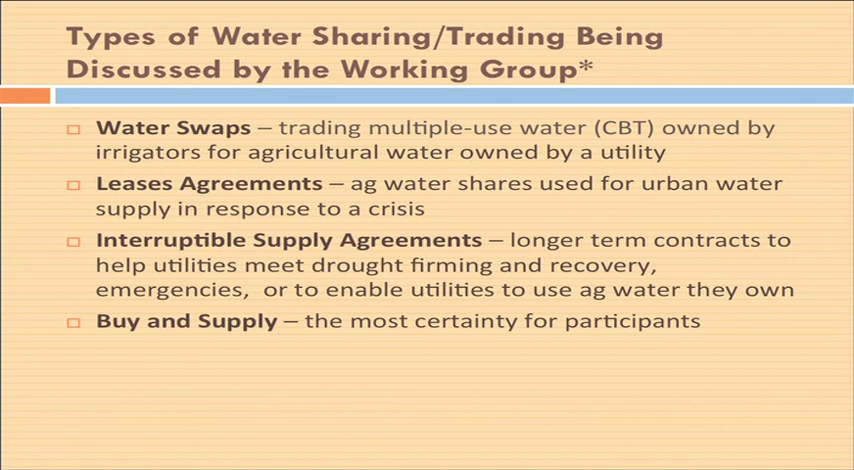 Types of Water Sharing/Trading Being
Discussed by the Working Group*
Water Swaps – trading multiple-use water (CBT) owned by
irrigators for agricultural water owned by a utility
Leases Agreements – ag water shares used for urban water
supply in response to a crisis
Interruptible Supply Agreements – longer term contracts to
help utilities meet drought firming and recovery,
emergencies, or to enable utilities to use ag water they own
Buy and Supply – the most certainty for participants